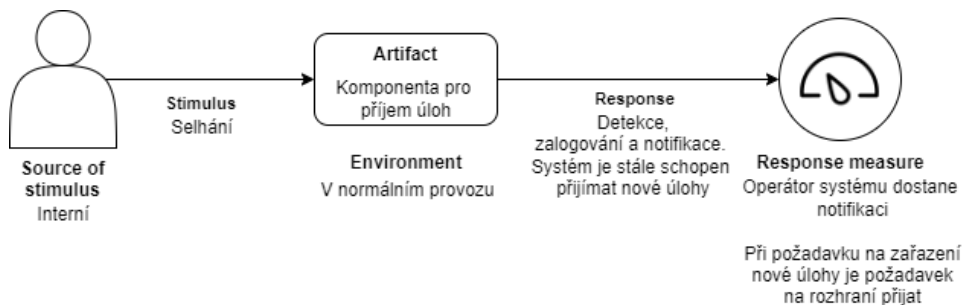 Source of
stimulus
Interní
Stimulus
Selhání
Artifact
Komponenta pro
příjem úloh
Environment
V normálním provozu
Response
Detekce,
zalogování a notifikace.
Systém je stále schopen
přijímat nové úlohy
Response measure
Operátor systému dostane
notifikaci
Při požadavku na zařazení
nové úlohy je požadavek
na rozhraní přijat